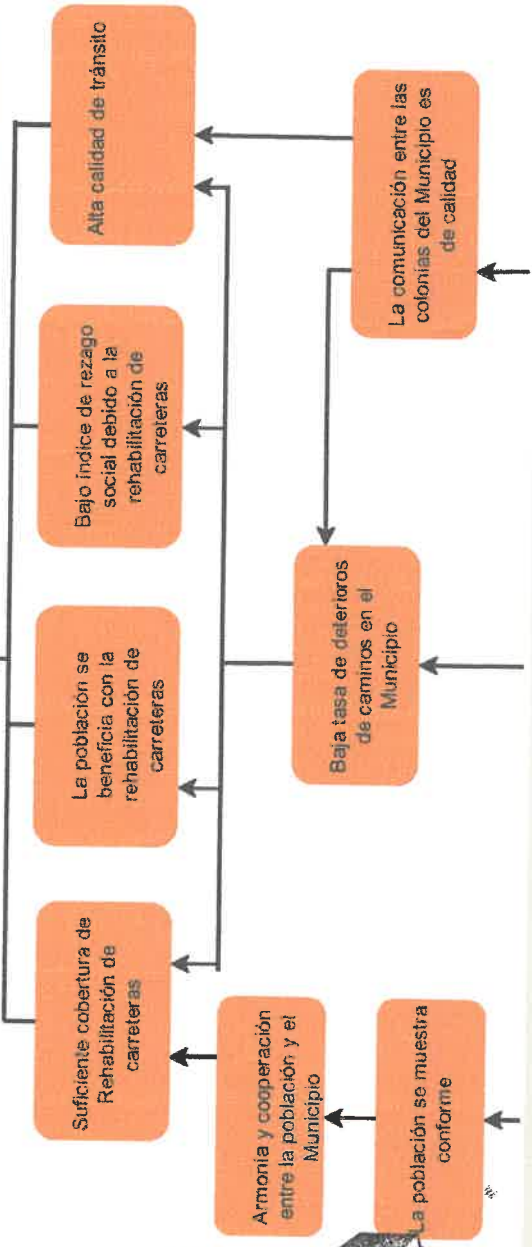 Suficiente cobertura de
Rehabilitación de
carreteras
La población se
beneficia con la
rehabilitación de
carreteras
Bajo índice de rezago
social debido a la
rehabilitación de
carreteras
Alta calidad de tránsito
Armonia y cooperación
entre la población y el
Municipio
Baja tasa de deterioros
de caminos en el
Municipio
La comunicación entre las
colonias del Municipio es
de calidad
La población se muestra
conforme